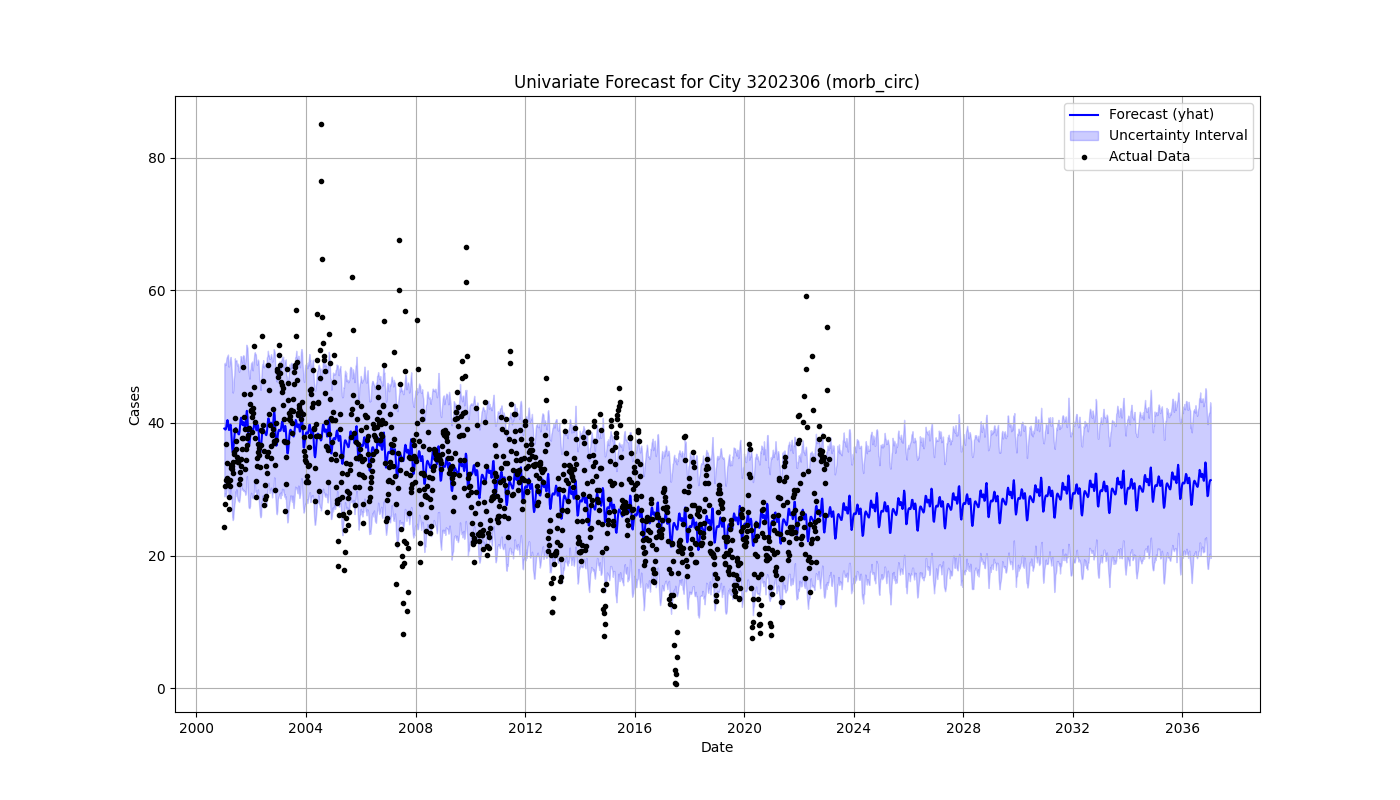 Univariate Forecast for City 3202306 (morb_circ)
Forecast (yhat)
Uncertainty Interval
Actual Data
Cases
80
60
40
20
0
2000 2004 2008 2012 2016 2020 2024 2028 2032 2036
Date